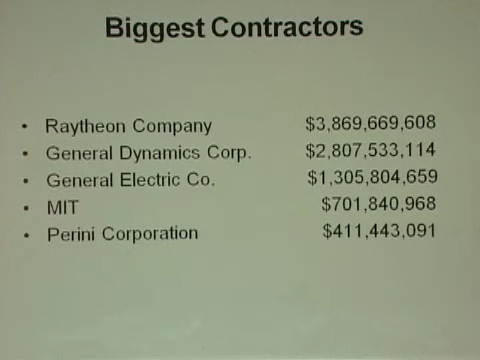 Biggest Contractors
• Raytheon Company $3,869,669,608
• General Dynamics Corp. $2,807,533,114
• General Electric Co. $1,305,804,659
• MIT $701,840,968
• Perini Corporation $411,443,091